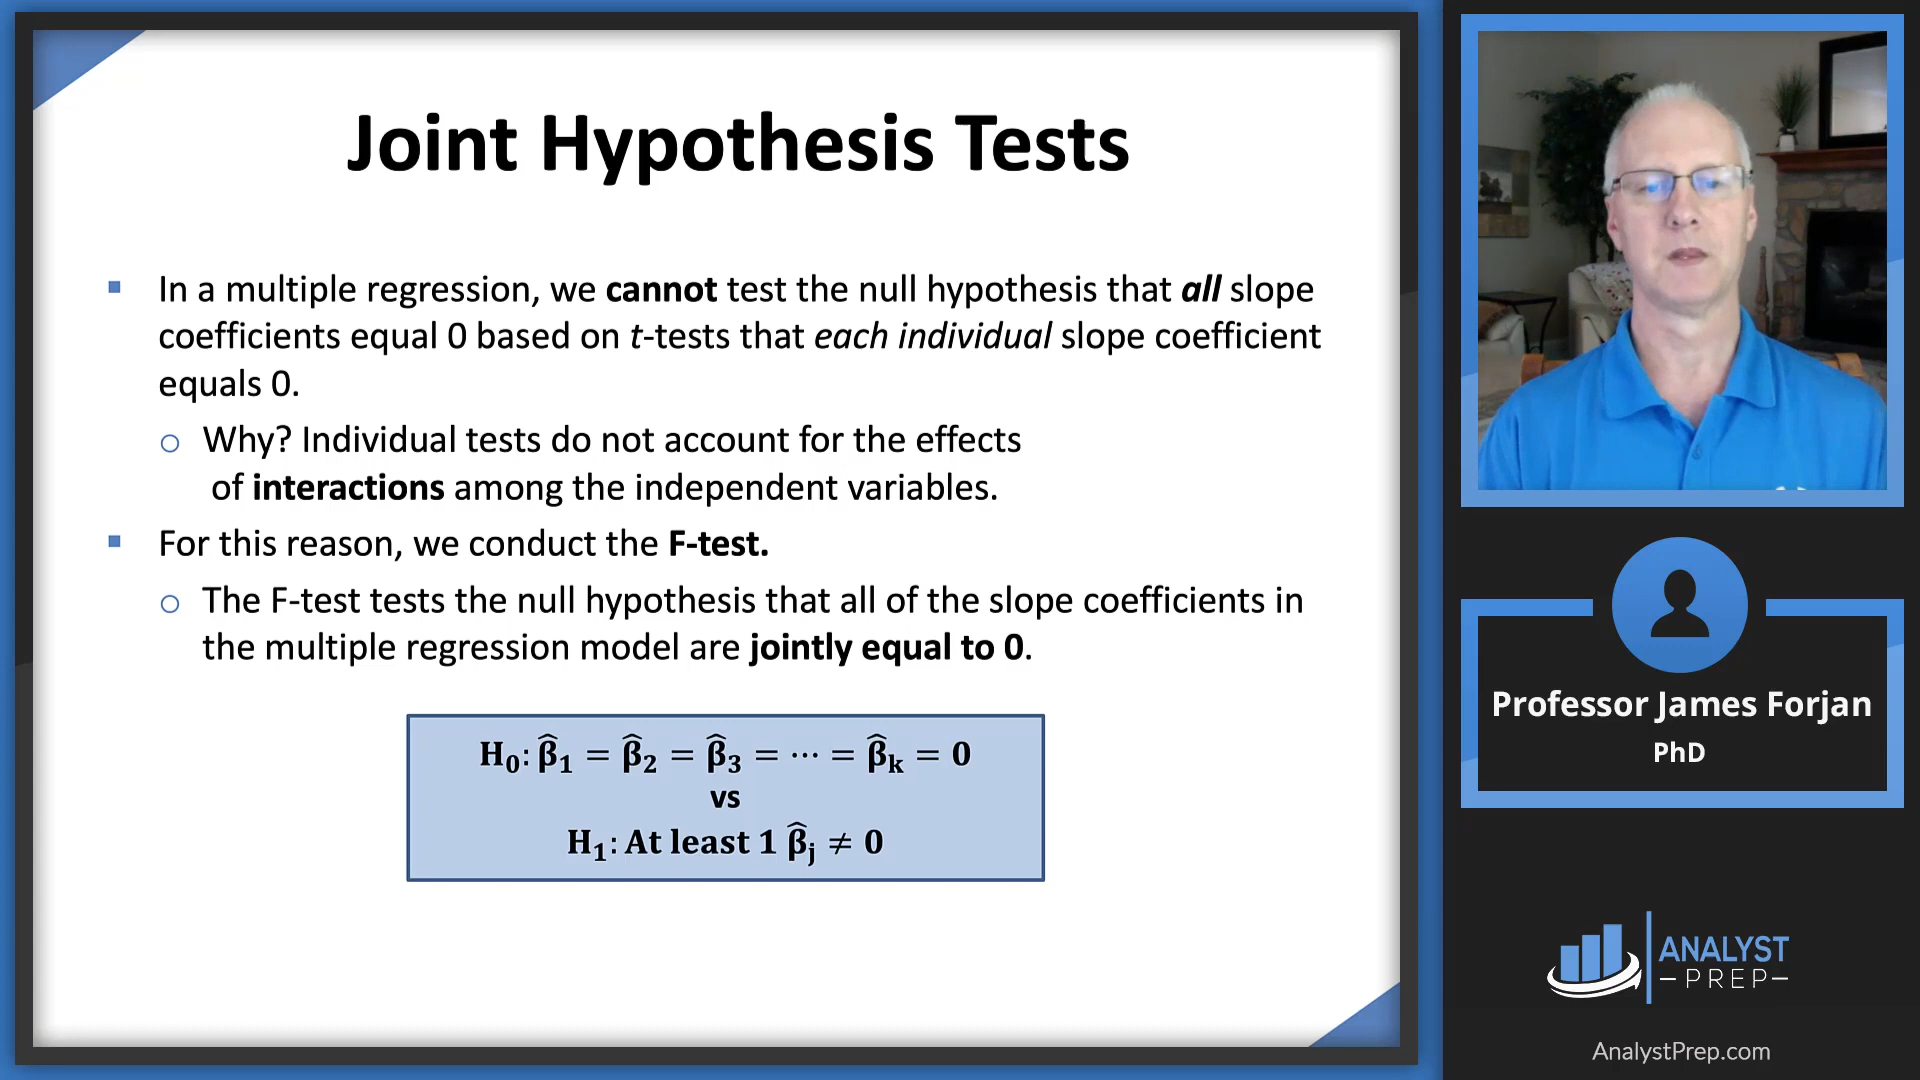 Joint Hypothesis Tests
In a multiple regression, we cannot test the null hypothesis that all slope
coefficients equal 0 based on t-tests that each individual slope coefficient
equals 0.
Why? Individual tests do not account for the effects
of interactions among the independent variables.
For this reason, we conduct the F-test.
The F-test tests the null hypothesis that all of the slope coefficients in
the multiple regression model are jointly equal to 0.
H₀: β̂₁ = β̂₂ = β̂₃ = ⋯ = β̂ₖ = 0
vs
H₁: At least 1 β̂ⱼ ≠ 0
Professor James Forjan
PhD
ANALYST
PREP
AnalystPrep.com